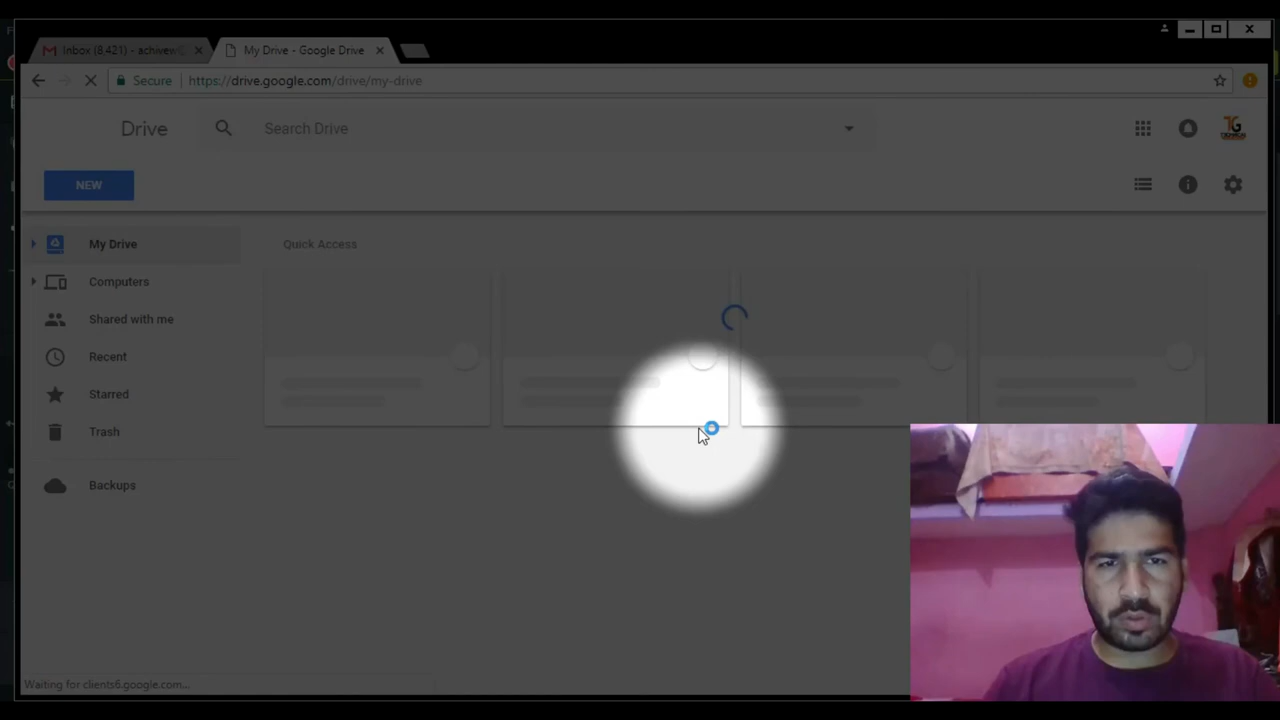 Inbox (8,421) - achivew
My Drive - Google Drive
Secure
https://drive.google.com/drive/my-drive
Drive
Search Drive
NEW
My Drive
Quick Access
Computers
Shared with me
Recent
Starred
Trash
Backups
Waiting for clients6.google.com...